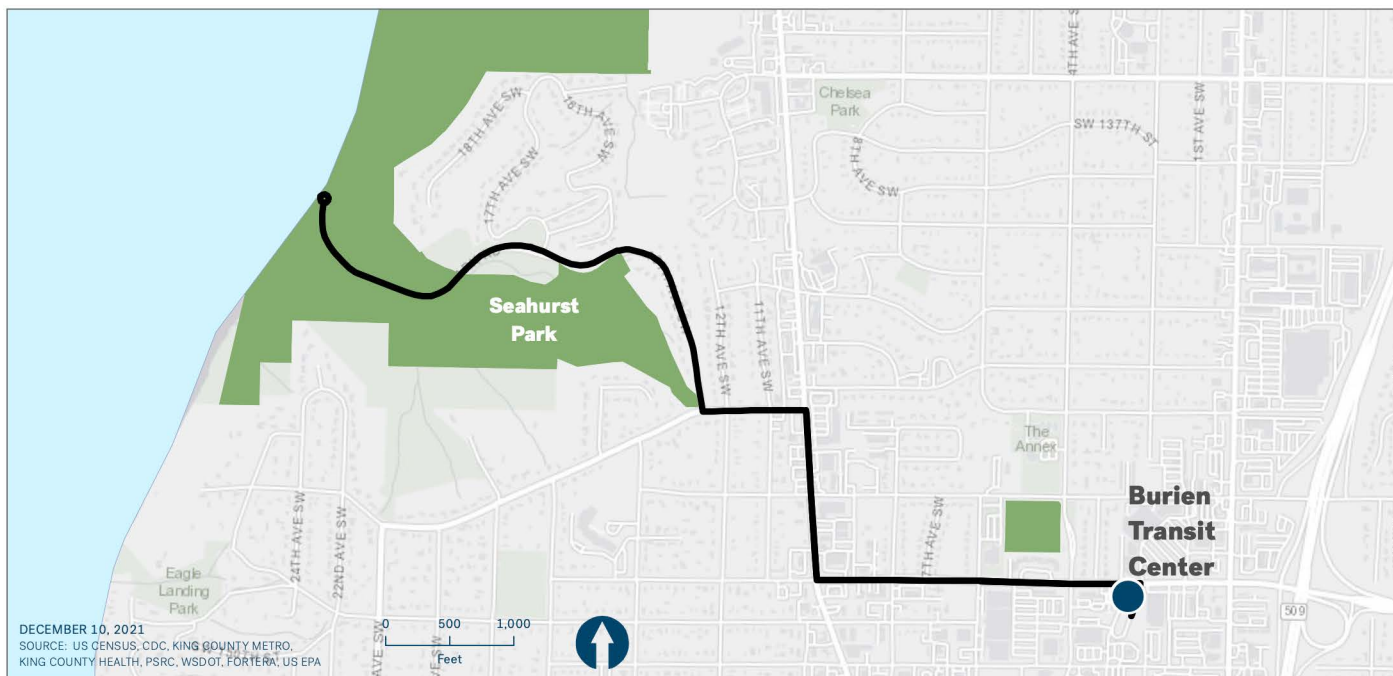 4TH AVE S
Chelsea
Park
18TH AVE SW
16TH AVE
SW
SW 137TH ST
1ST AVE SW
8TH AVE SW
17TH AVE SW
Seahurst
Park
12TH AVE SW
11TH AVE SW
The
Annex
Burien
Transit
Center
7TH AVE SW
24TH AVE SW
22ND AVE SW
Eagle
Landing
Park
509
DECEMBER 10, 2021
SOURCE: US CENSUS, CDC, KING COUNTY METRO,
KING COUNTY HEALTH, PSRC, WSDOT, FORTERA, US EPA
0 500 1,000
Feet
AVE SW
AVE SW